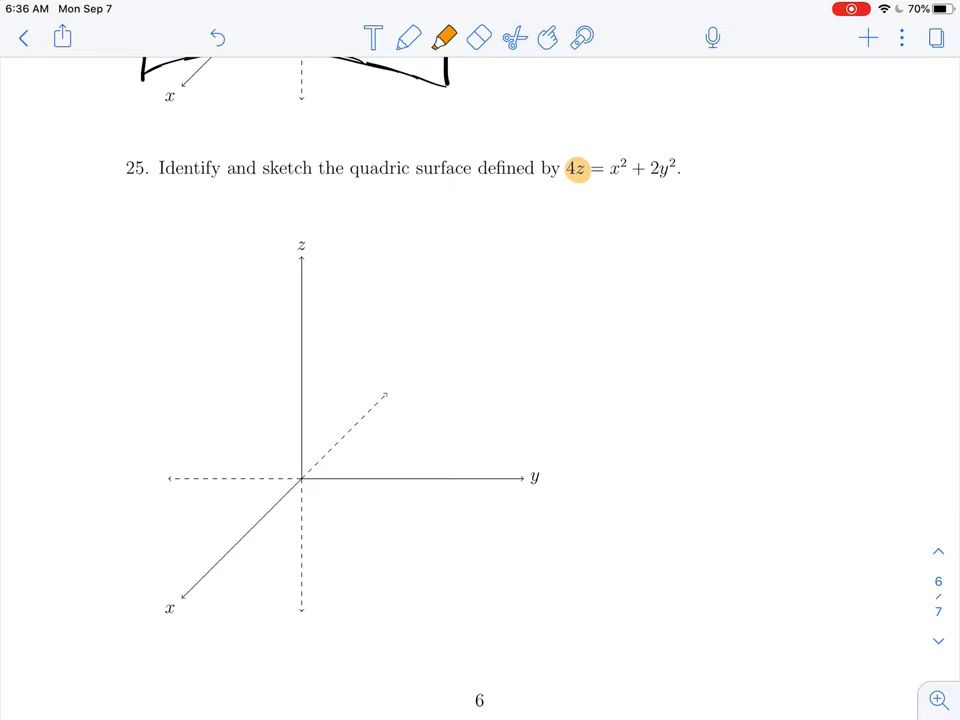 6:36 AM Mon Sep 7 70%
T
x
25. Identify and sketch the quadric surface defined by 4z = x² + 2y².
z
y
x
6
7
6